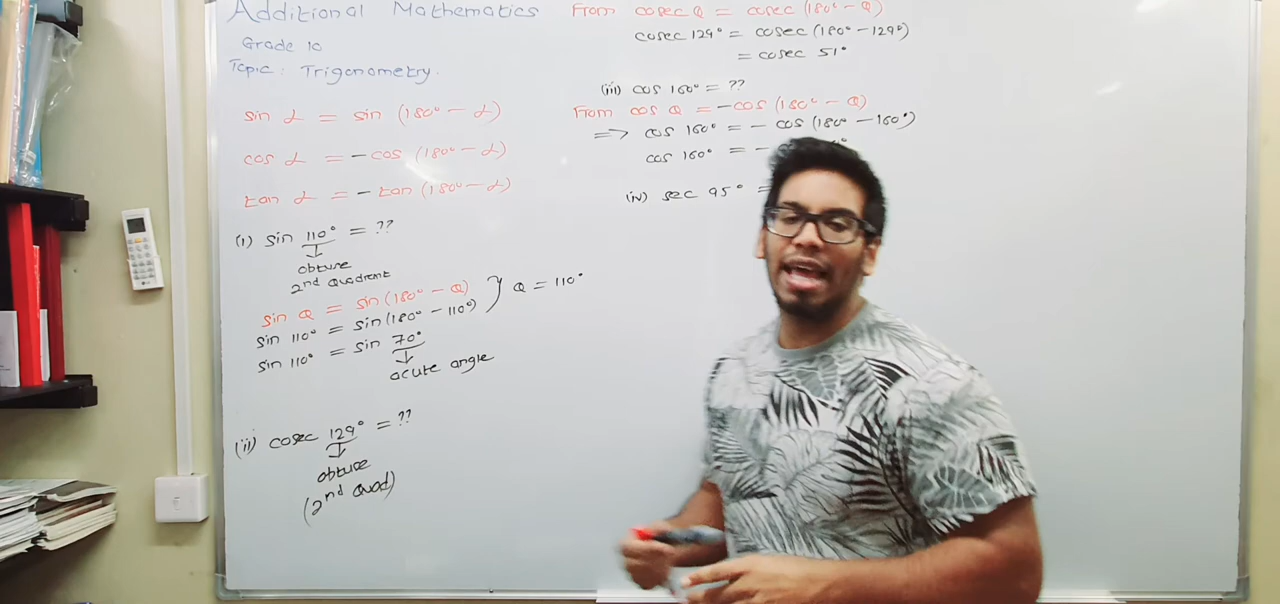 Additional Mathematics
Grade 10
Topic: Trigonometry.
sin α = sin (180° - α)
cos α = -cos (180° - α)
tan α = -tan (180° - α)
(i) sin 110° = ??
obtuse
2nd Quadrant
sin Q = sin (180° - Q)
sin 110° = sin (180° - 110°) } Q = 110°
sin 110° = sin 70°
acute angle
(ii) cosec 129° = ??
obtuse
(2nd Quad)
From cosec Q = cosec (180° - Q)
cosec 129° = cosec (180° - 129°)
= cosec 51°
(iii) cos 160° = ??
From cos Q = -cos (180° - Q)
=> cos 160° = - cos (180° - 160°)
cos 160° = -
(iv) sec 95° =